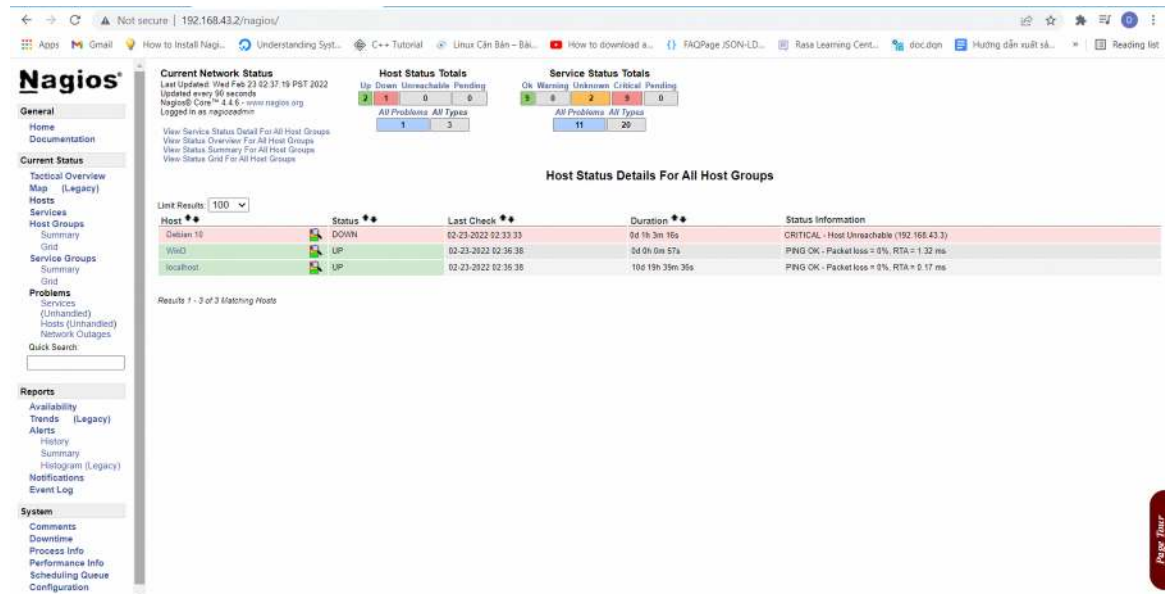 Not secure | 192.168.43.2/nagios/
Apps Gmail How to Install Nagi... Understanding Syst... C++ Tutorial Linux Căn Bản – Bài... How to download a... FAQPage JSON-LD... Rasa Learning Cent... doc.dqn Hướng dẫn xuất sả... » Reading list
Nagios®
General
Home
Documentation
Current Status
Tactical Overview
Map (Legacy)
Hosts
Services
Host Groups
Summary
Grid
Service Groups
Summary
Grid
Problems
Services
(Unhandled)
Hosts (Unhandled)
Network Outages
Quick Search:
Reports
Availability
Trends (Legacy)
Alerts
History
Summary
Histogram (Legacy)
Notifications
Event Log
System
Comments
Downtime
Process Info
Performance Info
Scheduling Queue
Configuration
Current Network Status
Last Updated: Wed Feb 23 02:37:19 PST 2022
Updated every 90 seconds
Nagios® Core™ 4.4.6 - www.nagios.org
Logged in as nagiosadmin
View Service Status Detail For All Host Groups
View Status Overview For All Host Groups
View Status Summary For All Host Groups
View Status Grid For All Host Groups
Host Status Totals
Up Down Unreachable Pending
2 1 0 0
All Problems All Types
1 3
Service Status Totals
Ok Warning Unknown Critical Pending
9 0 2 9 0
All Problems All Types
11 20
Host Status Details For All Host Groups
Limit Results: 100
Host Status Last Check Duration Status Information
Debian 10 DOWN 02-23-2022 02:33:33 0d 1h 3m 16s CRITICAL - Host Unreachable (192.168.43.3)
WinD UP 02-23-2022 02:36:38 0d 0h 0m 57s PING OK - Packet loss = 0%, RTA = 1.32 ms
localhost UP 02-23-2022 02:36:38 10d 19h 39m 36s PING OK - Packet loss = 0%, RTA = 0.17 ms
Results 1 - 3 of 3 Matching Hosts
Page Tour